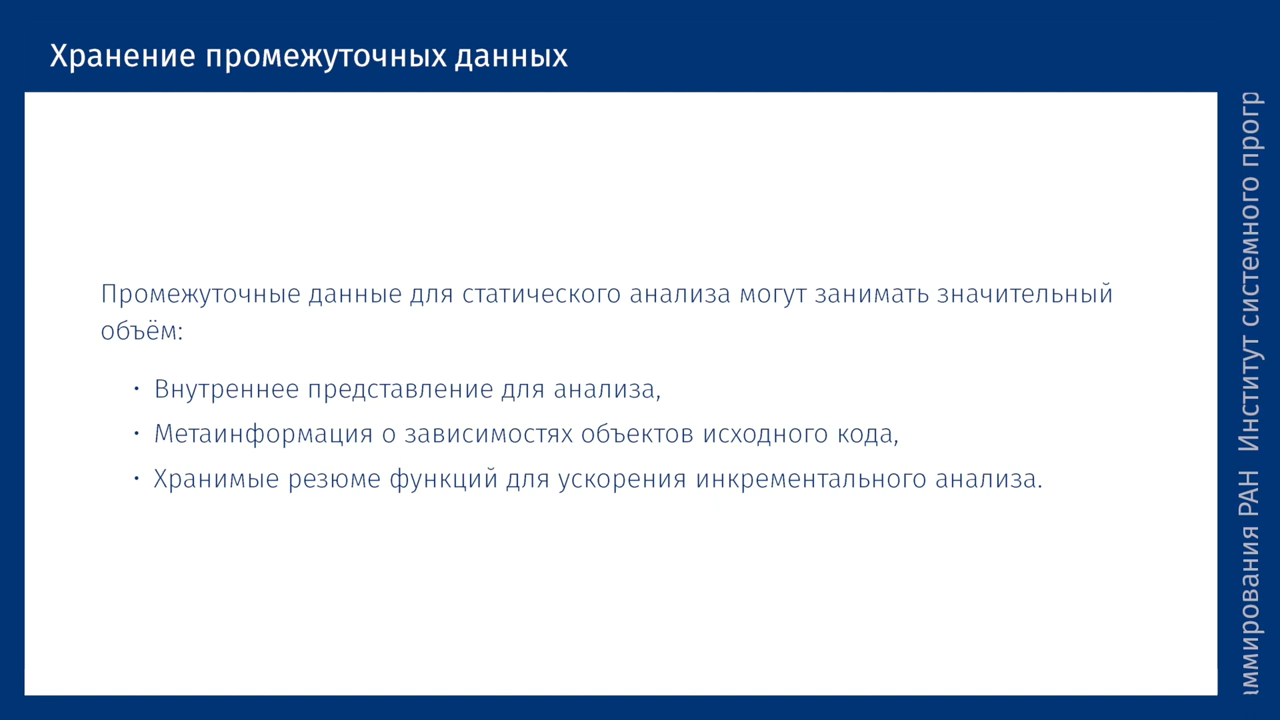 Хранение промежуточных данных
Промежуточные данные для статического анализа могут занимать значительный
объём:
· Внутреннее представление для анализа,
· Метаинформация о зависимостях объектов исходного кода,
· Хранимые резюме функций для ускорения инкрементального анализа.
аммирования РАН Институт системного прогр